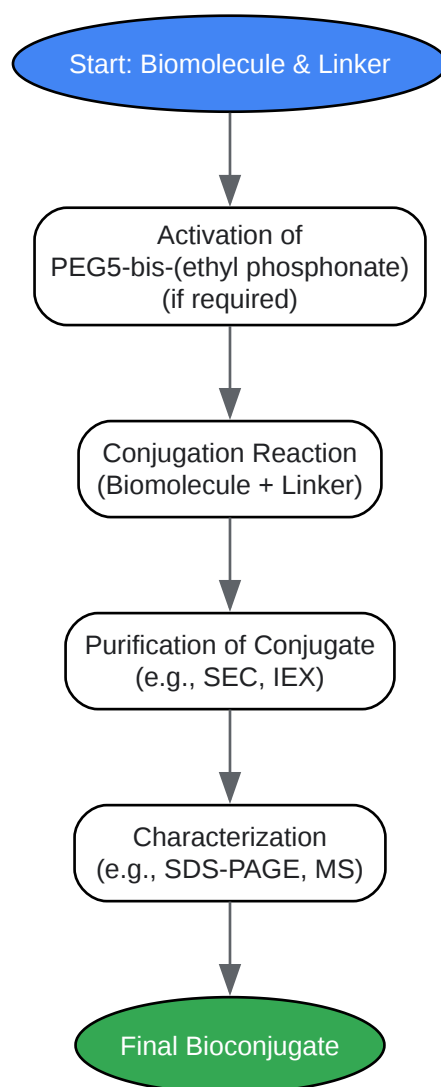 Start: Biomolecule & Linker
Activation of
PEG5-bis-(ethyl phosphonate)
(if required)
Conjugation Reaction
(Biomolecule + Linker)
Purification of Conjugate
(e.g., SEC, IEX)
Characterization
(e.g., SDS-PAGE, MS)
Final Bioconjugate